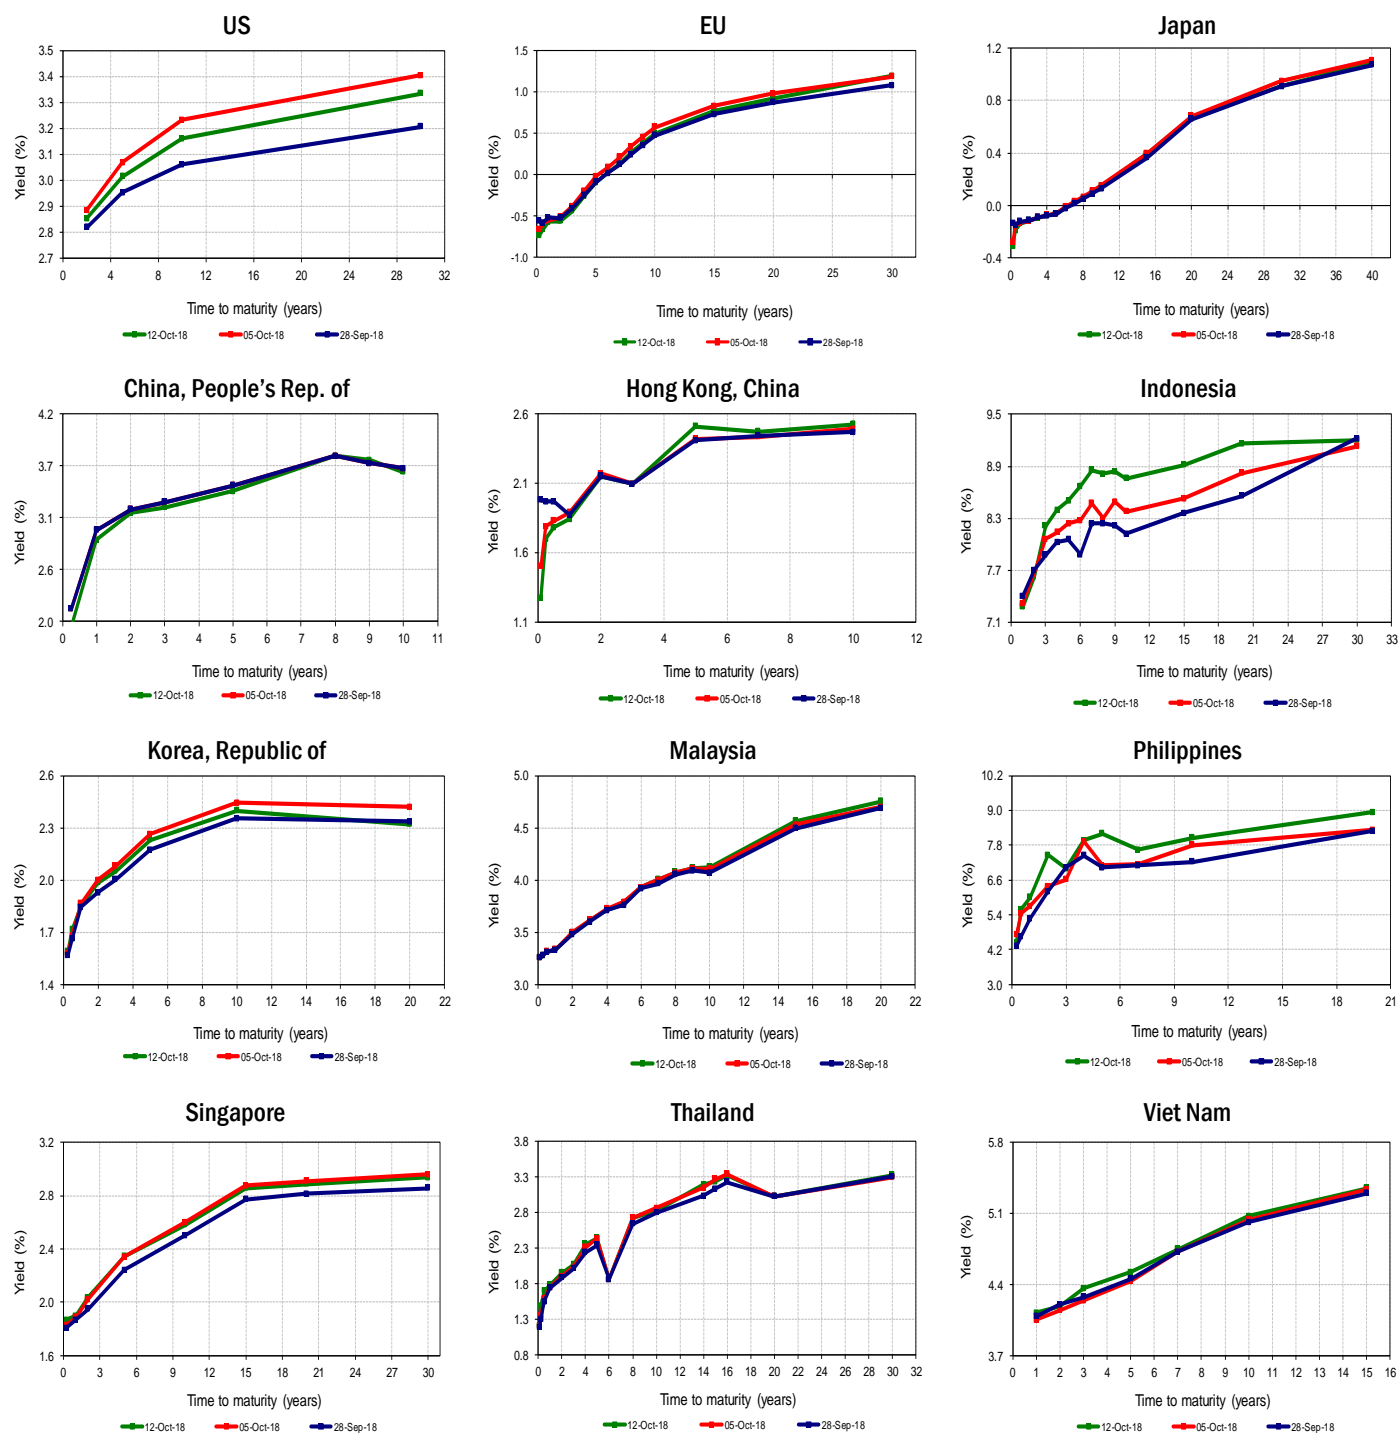 US
EU
Japan
3.5
3.4
3.3
3.2
3.1
3.0
2.9
2.8
2.7
Yield (%)
0 4 8 12 16 20 24 28 32
Time to maturity (years)
12-Oct-18 05-Oct-18 28-Sep-18
1.5
1.0
0.5
0.0
-0.5
-1.0
Yield (%)
0 5 10 15 20 25 30
Time to maturity (years)
12-Oct-18 05-Oct-18 28-Sep-18
1.2
0.8
0.4
0.0
-0.4
Yield (%)
0 4 8 12 16 20 24 28 32 36 40
Time to maturity (years)
12-Oct-18 05-Oct-18 28-Sep-18
China, People's Rep. of
Hong Kong, China
Indonesia
4.2
3.7
3.1
2.6
2.0
Yield (%)
0 1 2 3 4 5 6 7 8 9 10 11
Time to maturity (years)
12-Oct-18 05-Oct-18 28-Sep-18
2.6
2.1
1.6
1.1
Yield (%)
0 2 4 6 8 10 12
Time to maturity (years)
12-Oct-18 05-Oct-18 28-Sep-18
9.5
8.9
8.3
7.7
7.1
Yield (%)
0 3 6 9 12 15 18 21 24 27 30 33
Time to maturity (years)
12-Oct-18 05-Oct-18 28-Sep-18
Korea, Republic of
Malaysia
Philippines
2.6
2.3
2.0
1.7
1.4
Yield (%)
0 2 4 6 8 10 12 14 16 18 20 22
Time to maturity (years)
12-Oct-18 05-Oct-18 28-Sep-18
5.0
4.5
4.0
3.5
3.0
Yield (%)
0 2 4 6 8 10 12 14 16 18 20 22
Time to maturity (years)
12-Oct-18 05-Oct-18 28-Sep-18
10.2
9.0
7.8
6.6
5.4
4.2
3.0
Yield (%)
0 3 6 9 12 15 18 21
Time to maturity (years)
12-Oct-18 05-Oct-18 28-Sep-18
Singapore
Thailand
Viet Nam
3.2
2.8
2.4
2.0
1.6
Yield (%)
0 3 6 9 12 15 18 21 24 27 30
Time to maturity (years)
12-Oct-18 05-Oct-18 28-Sep-18
3.8
3.3
2.8
2.3
1.8
1.3
0.8
Yield (%)
0 2 4 6 8 10 12 14 16 18 20 22 24 26 28 30 32
Time to maturity (years)
12-Oct-18 05-Oct-18 28-Sep-18
5.8
5.1
4.4
3.7
Yield (%)
0 1 2 3 4 5 6 7 8 9 10 11 12 13 14 15 16
Time to maturity (years)
12-Oct-18 05-Oct-18 28-Sep-18